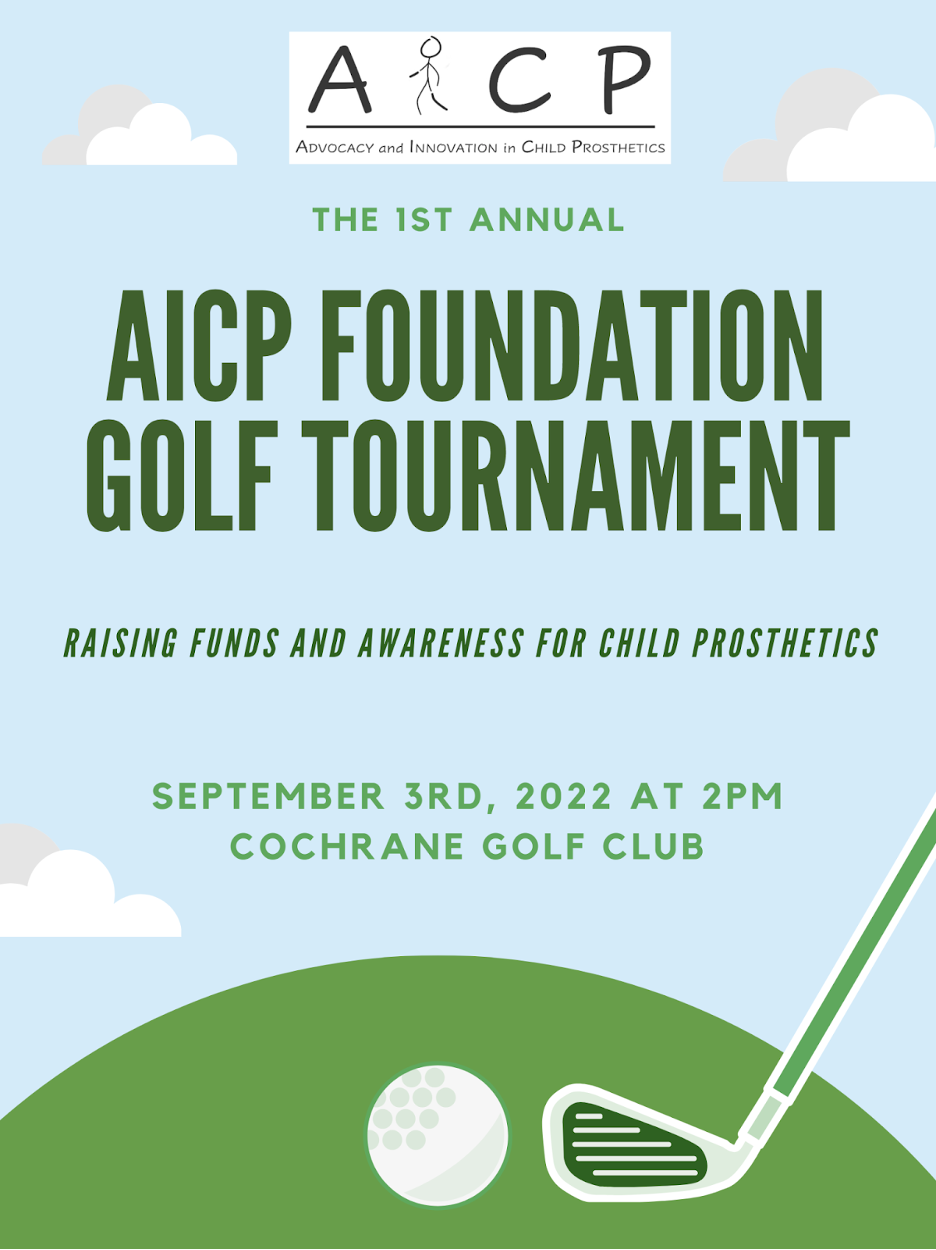 A I C P
ADVOCACY and INNOVATION in CHILD PROSTHETICS
THE 1ST ANNUAL
AICP FOUNDATION
GOLF TOURNAMENT
RAISING FUNDS AND AWARENESS FOR CHILD PROSTHETICS
SEPTEMBER 3RD, 2022 AT 2PM
COCHRANE GOLF CLUB